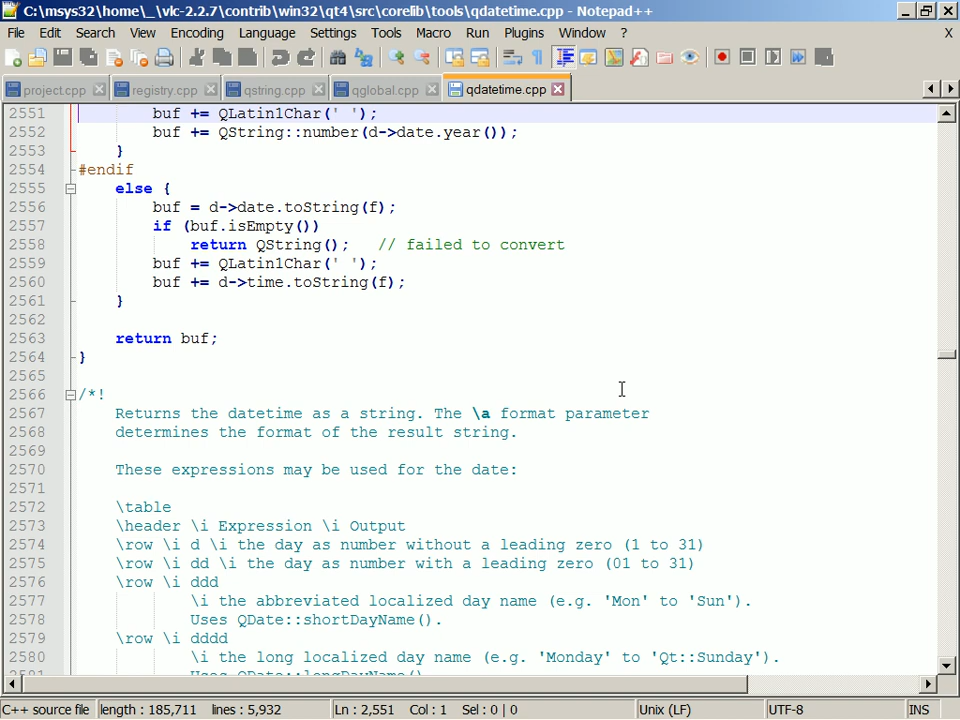 C:\msys32\home\_\vlc-2.2.7\contrib\win32\qt4\src\corelib\tools\qdatetime.cpp - Notepad++
File Edit Search View Encoding Language Settings Tools Macro Run Plugins Window ? X
project.cpp registry.cpp qstring.cpp qglobal.cpp qdatetime.cpp
2551 buf += QLatin1Char(' ');
2552 buf += QString::number(d->date.year());
2553 }
2554 #endif
2555 else {
2556 buf = d->date.toString(f);
2557 if (buf.isEmpty())
2558 return QString(); // failed to convert
2559 buf += QLatin1Char(' ');
2560 buf += d->time.toString(f);
2561 }
2562
2563 return buf;
2564 }
2565
2566 /*!
2567 Returns the datetime as a string. The \a format parameter
2568 determines the format of the result string.
2569
2570 These expressions may be used for the date:
2571
2572 \table
2573 \header \i Expression \i Output
2574 \row \i d \i the day as number without a leading zero (1 to 31)
2575 \row \i dd \i the day as number with a leading zero (01 to 31)
2576 \row \i ddd
2577 \i the abbreviated localized day name (e.g. 'Mon' to 'Sun').
2578 Uses QDate::shortDayName().
2579 \row \i dddd
2580 \i the long localized day name (e.g. 'Monday' to 'Qt::Sunday').
2581 Uses QDate::longDayName().
C++ source file length : 185,711 lines : 5,932 Ln : 2,551 Col : 1 Sel : 0 | 0 Unix (LF) UTF-8 INS